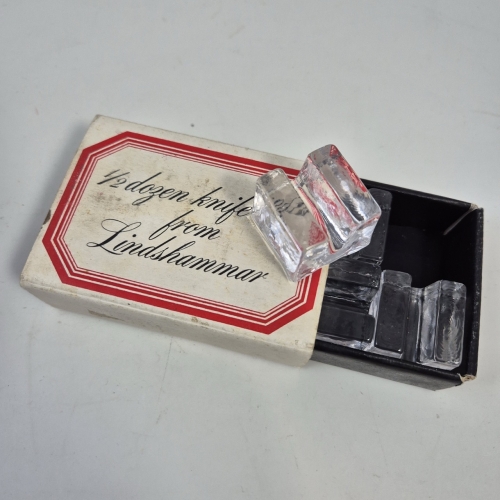 1/2 dozen knife
from
Lindshammar